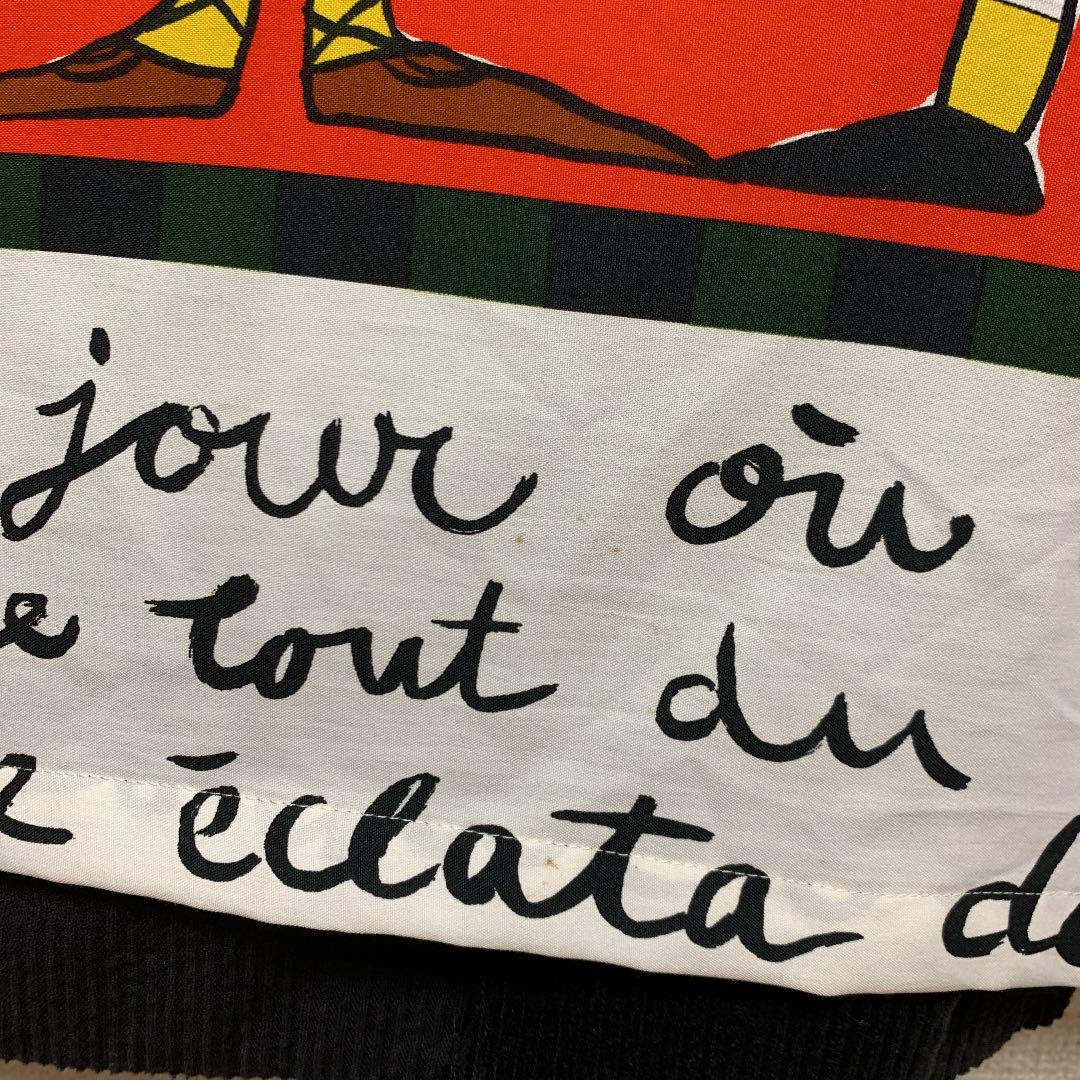 jour où
e tout du
éclata